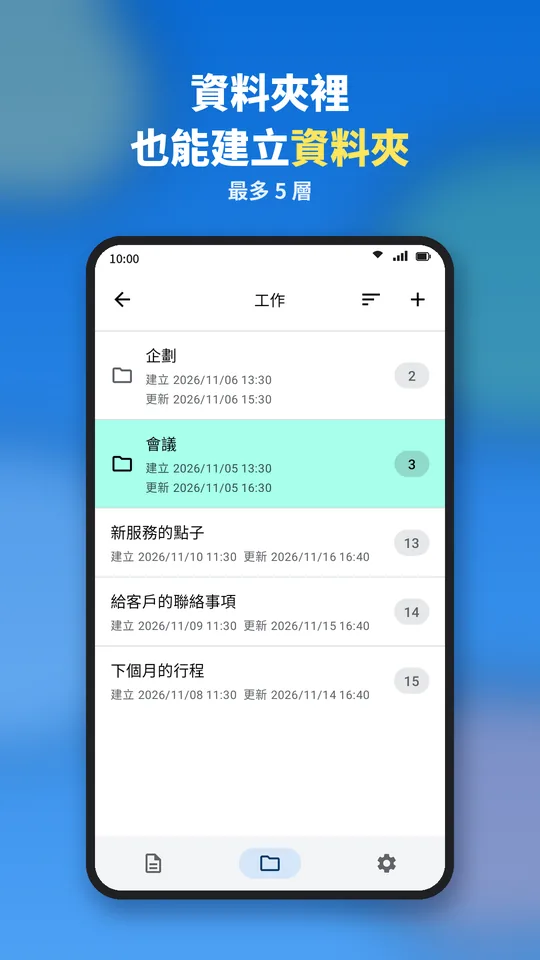 資料夾裡
也能建立資料夾
最多 5 層
10:00
工作
企劃
建立 2026/11/06 13:30
更新 2026/11/06 15:30
2
會議
建立 2026/11/05 13:30
更新 2026/11/05 16:30
3
新服務的點子
建立 2026/11/10 11:30 更新 2026/11/16 16:40
13
給客戶的聯絡事項
建立 2026/11/09 11:30 更新 2026/11/15 16:40
14
下個月的行程
建立 2026/11/08 11:30 更新 2026/11/14 16:40
15